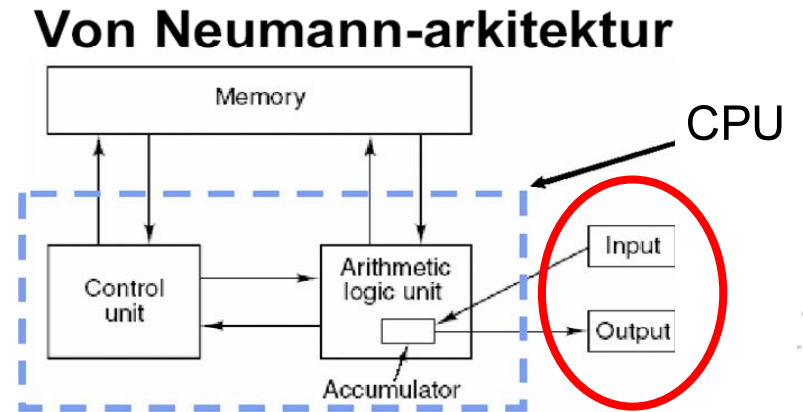 Von Neumann-arkitektur
Memory
CPU
Control
unit
Arithmetic
logic unit
Accumulator
Input
Output